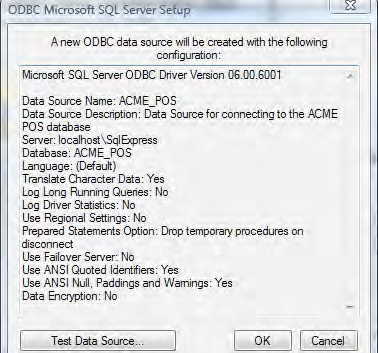 ODBC Microsoft SQL Server Setup
A new ODBC data source will be created with the following
configuration:
Microsoft SQL Server ODBC Driver Version 06.00.6001
Data Source Name: ACME_POS
Data Source Description: Data Source for connecting to the ACME
POS database
Server: localhost\SqlExpress
Database: ACME_POS
Language: (Default)
Translate Character Data: Yes
Log Long Running Queries: No
Log Driver Statistics: No
Use Regional Settings: No
Prepared Statements Option: Drop temporary procedures on
disconnect
Use Failover Server: No
Use ANSI Quoted Identifiers: Yes
Use ANSI Null, Paddings and Warnings: Yes
Data Encryption: No
Test Data Source... OK Cancel